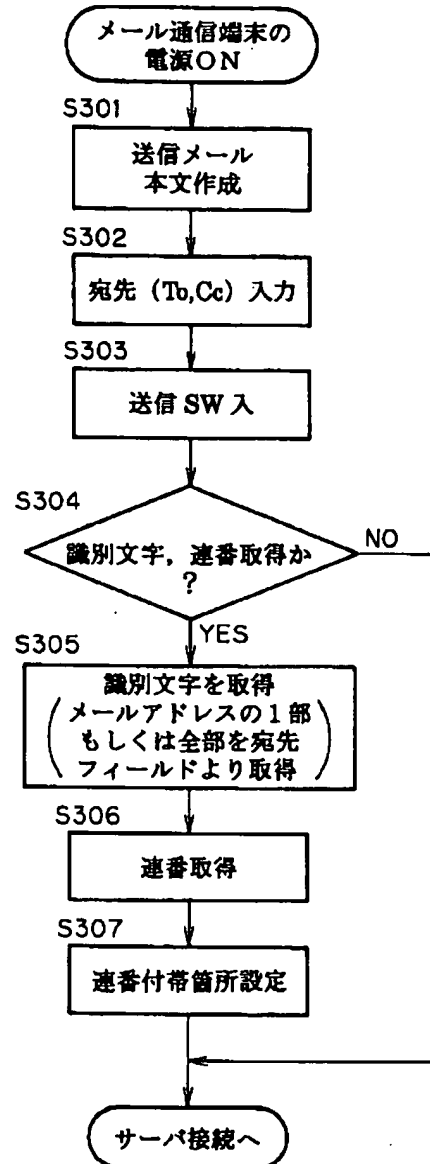 メール通信端末の
電源ON
S301
送信メール
本文作成
S302
宛先(To,Cc)入力
S303
送信SW入
S304
識別文字,連番取得か
?
NO
YES
S305
識別文字を取得
(メールアドレスの1部
もしくは全部を宛先
フィールドより取得)
S306
連番取得
S307
連番付帯箇所設定
サーバ接続へ